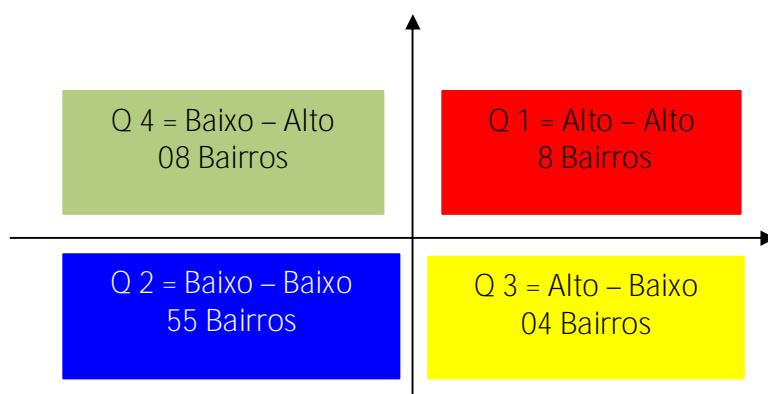 Q 4 = Baixo – Alto
08 Bairros
Q 1 = Alto – Alto
8 Bairros
Q 2 = Baixo – Baixo
55 Bairros
Q 3 = Alto – Baixo
04 Bairros